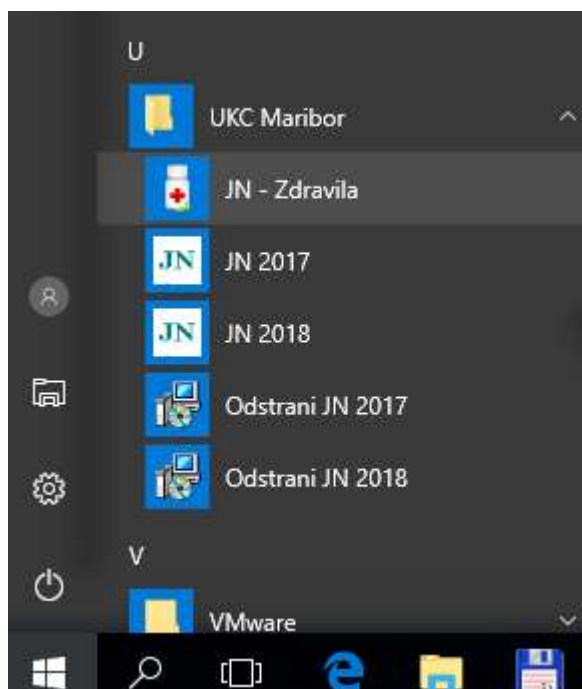 U
UKC Maribor
JN - Zdravila
JN JN 2017
JN JN 2018
Odstrani JN 2017
Odstrani JN 2018
V
VMware